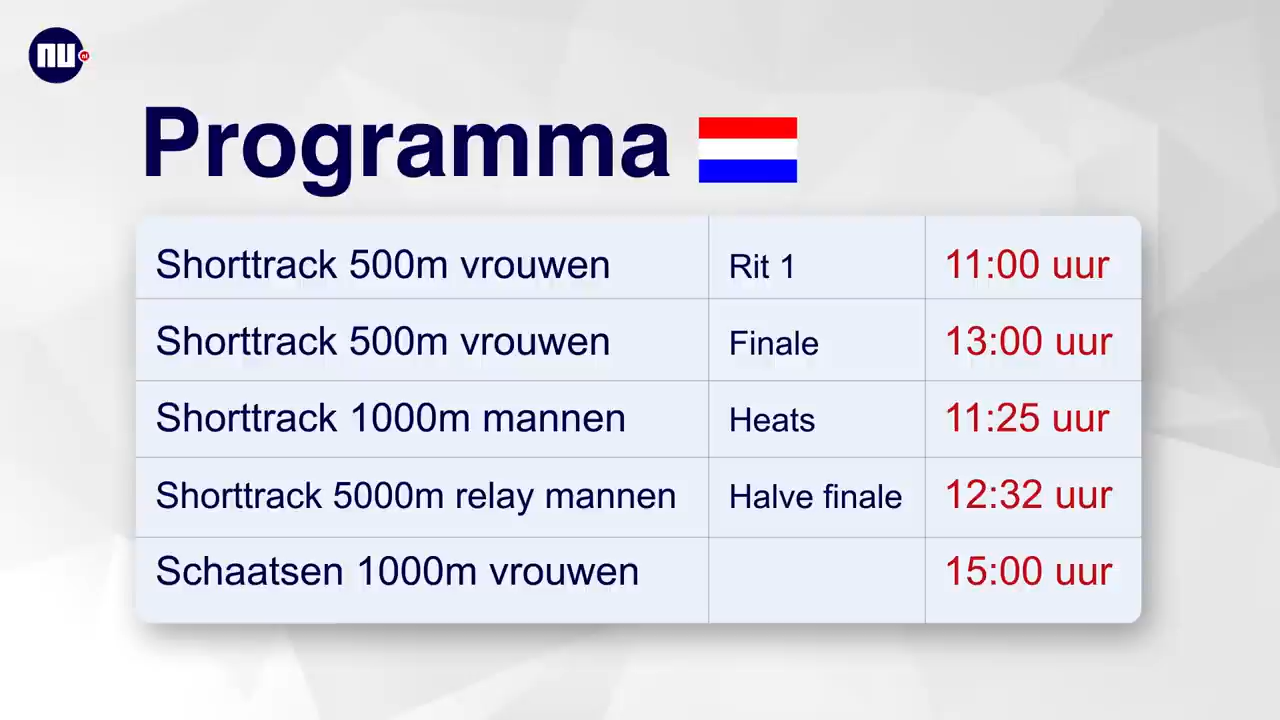 nu.nl
Programma
Shorttrack 500m vrouwen Rit 1 11:00 uur
Shorttrack 500m vrouwen Finale 13:00 uur
Shorttrack 1000m mannen Heats 11:25 uur
Shorttrack 5000m relay mannen Halve finale 12:32 uur
Schaatsen 1000m vrouwen 15:00 uur